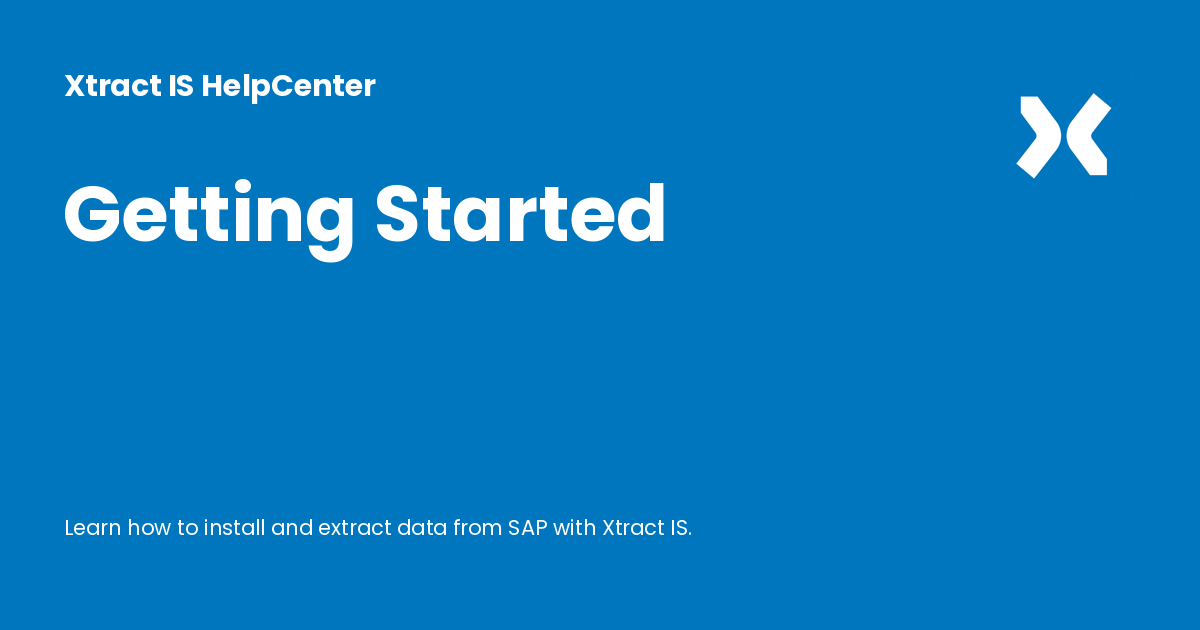 Xtract IS HelpCenter
Getting Started
Learn how to install and extract data from SAP with Xtract IS.